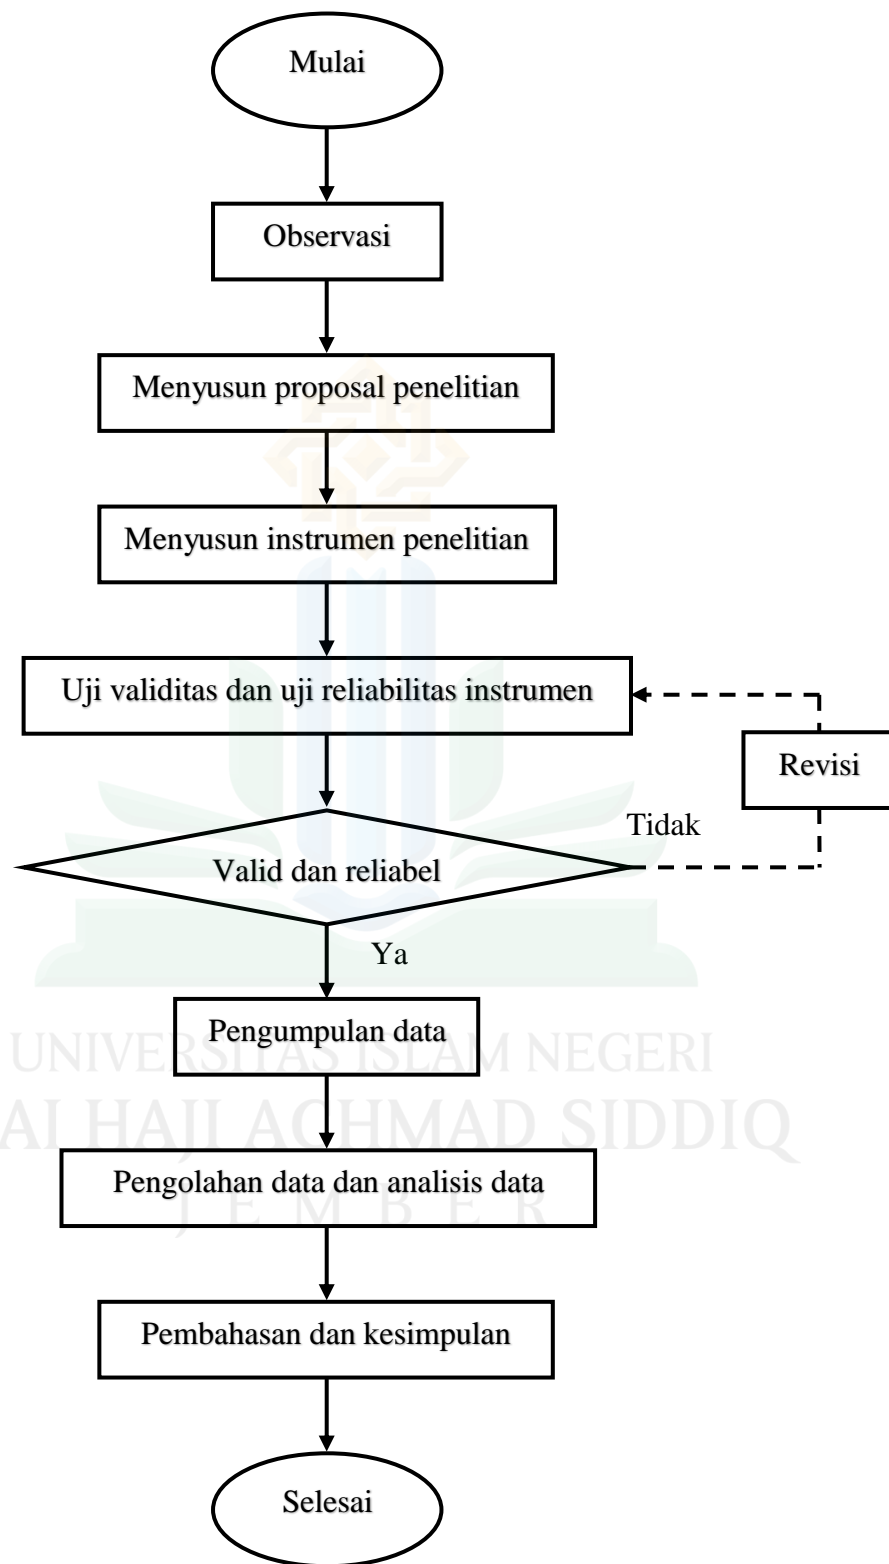 Mulai
Observasi
Menyusun proposal penelitian
Menyusun instrumen penelitian
Uji validitas dan uji reliabilitas instrumen
Revisi
Tidak
Valid dan reliabel
Ya
Pengumpulan data
UNIVERSITAS ISLAM NEGERI
AI HAJI ACHMAD SIDDIQ
Pengolahan data dan analisis data
JEMBER
Pembahasan dan kesimpulan
Selesai